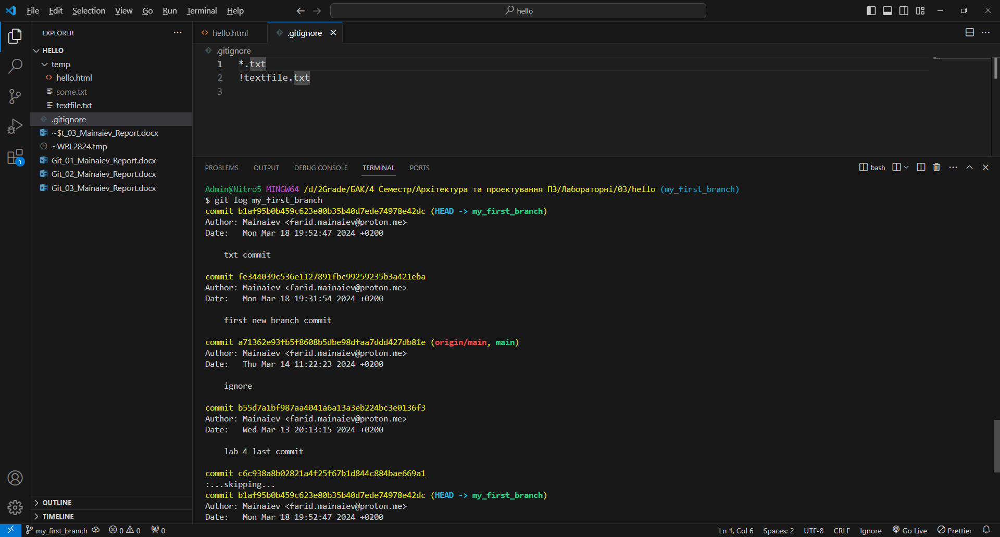 File Edit Selection View Go Run Terminal Help
hello
EXPLORER
HELLO
temp
hello.html
some.txt
textfile.txt
.gitignore
~$t_03_Mainaiev_Report.docx
~WRL2824.tmp
Git_01_Mainaiev_Report.docx
Git_02_Mainaiev_Report.docx
Git_03_Mainaiev_Report.docx
1
OUTLINE
TIMELINE
hello.html .gitignore
.gitignore
1 *.txt
2 !textfile.txt
3
PROBLEMS OUTPUT DEBUG CONSOLE TERMINAL PORTS
bash
Admin@Nitro5 MINGW64 /d/2Grade/БАК/4 Семестр/Архітектура та проєктування ПЗ/Лабораторні/03/hello (my_first_branch)
$ git log my_first_branch
commit b1af95b0b459c623e80b35b40d7ede74978e42dc (HEAD -> my_first_branch)
Author: Mainaiev <farid.mainaiev@proton.me>
Date:   Mon Mar 18 19:52:47 2024 +0200
txt commit
commit fe344039c536e1127891fbc99259235b3a421eba
Author: Mainaiev <farid.mainaiev@proton.me>
Date:   Mon Mar 18 19:31:54 2024 +0200
first new branch commit
commit a71362e93fb5f8608b5dbe98dfaa7ddd427db81e (origin/main, main)
Author: Mainaiev <farid.mainaiev@proton.me>
Date:   Thu Mar 14 11:22:23 2024 +0200
ignore
commit b55d7a1bf987aa4041a6a13a3eb224bc3e0136f3
Author: Mainaiev <farid.mainaiev@proton.me>
Date:   Wed Mar 13 20:13:15 2024 +0200
lab 4 last commit
commit c6c938a8b02821a4f25f67b1d844c884bae669a1
:...skipping...
commit b1af95b0b459c623e80b35b40d7ede74978e42dc (HEAD -> my_first_branch)
Author: Mainaiev <farid.mainaiev@proton.me>
Date:   Mon Mar 18 19:52:47 2024 +0200
my_first_branch 0 0 0 Ln 1, Col 6 Spaces: 2 UTF-8 CRLF Ignore Go Live Prettier